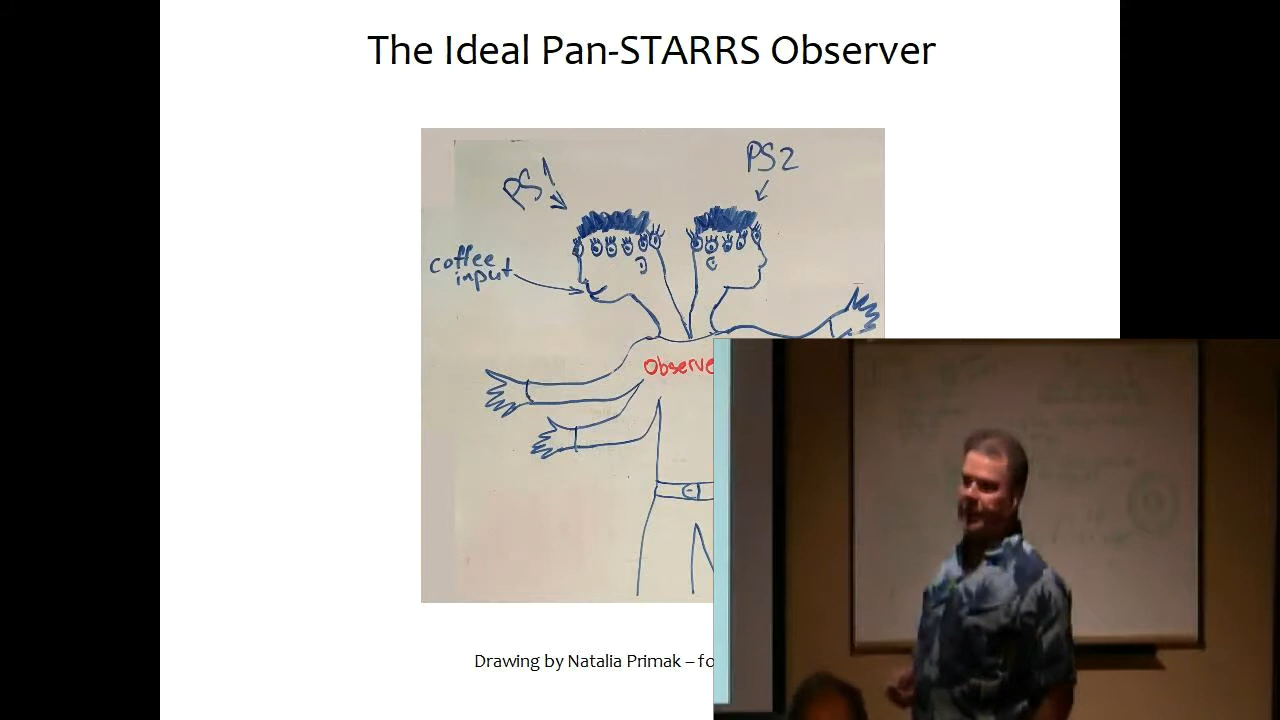 The Ideal Pan-STARRS Observer
PS1
PS2
coffee
input
Observe
Drawing by Natalia Primak – fo